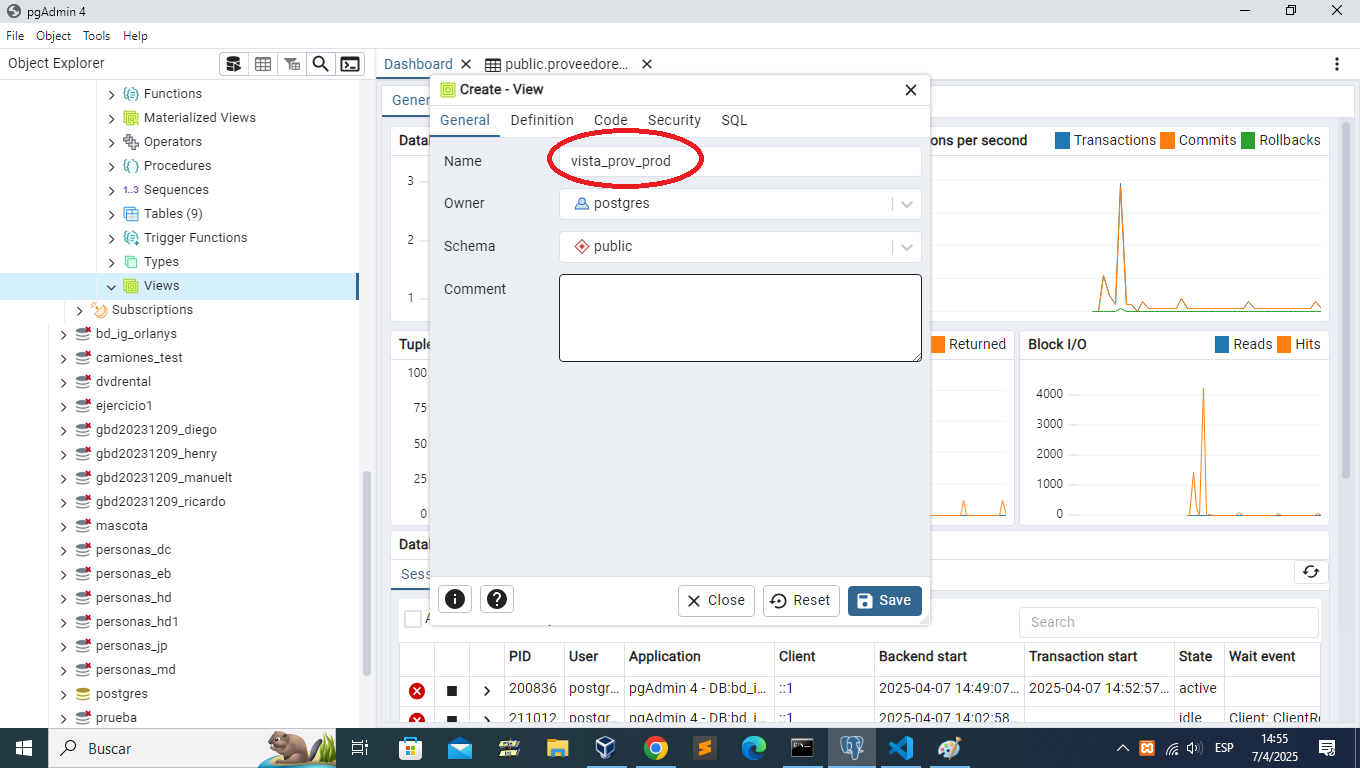 pgAdmin 4
File Object Tools Help
Object Explorer
Dashboard public.proveedore...
Functions
Materialized Views
Operators
Procedures
1..3 Sequences
Tables (9)
Trigger Functions
Types
Views
Subscriptions
bd_ig_orlanys
camiones_test
dvdrental
ejercicio1
gbd20231209_diego
gbd20231209_henry
gbd20231209_manuelt
gbd20231209_ricardo
mascota
personas_dc
personas_eb
personas_hd
personas_hd1
personas_jp
personas_md
postgres
prueba
Create - View
General Definition Code Security SQL
Name vista_prov_prod
Owner postgres
Schema public
Comment
Close Reset Save
Gener
Datal
3
2
1
ons per second Transactions Commits Rollbacks
Tuple
100
75
50
25
0
Returned
Block I/O Reads Hits
4000
3000
2000
1000
0
Datal
Sess
Search
PID User Application Client Backend start Transaction start State Wait event
200836 postgr... pgAdmin 4 - DB:bd_i... ::1 2025-04-07 14:49:07... 2025-04-07 14:52:57... active
211012 postgr... pgAdmin 4 - DB:bd_i... ::1 2025-04-07 14:02:58... idle Client: ClientRe
Buscar
ESP
14:55
7/4/2025